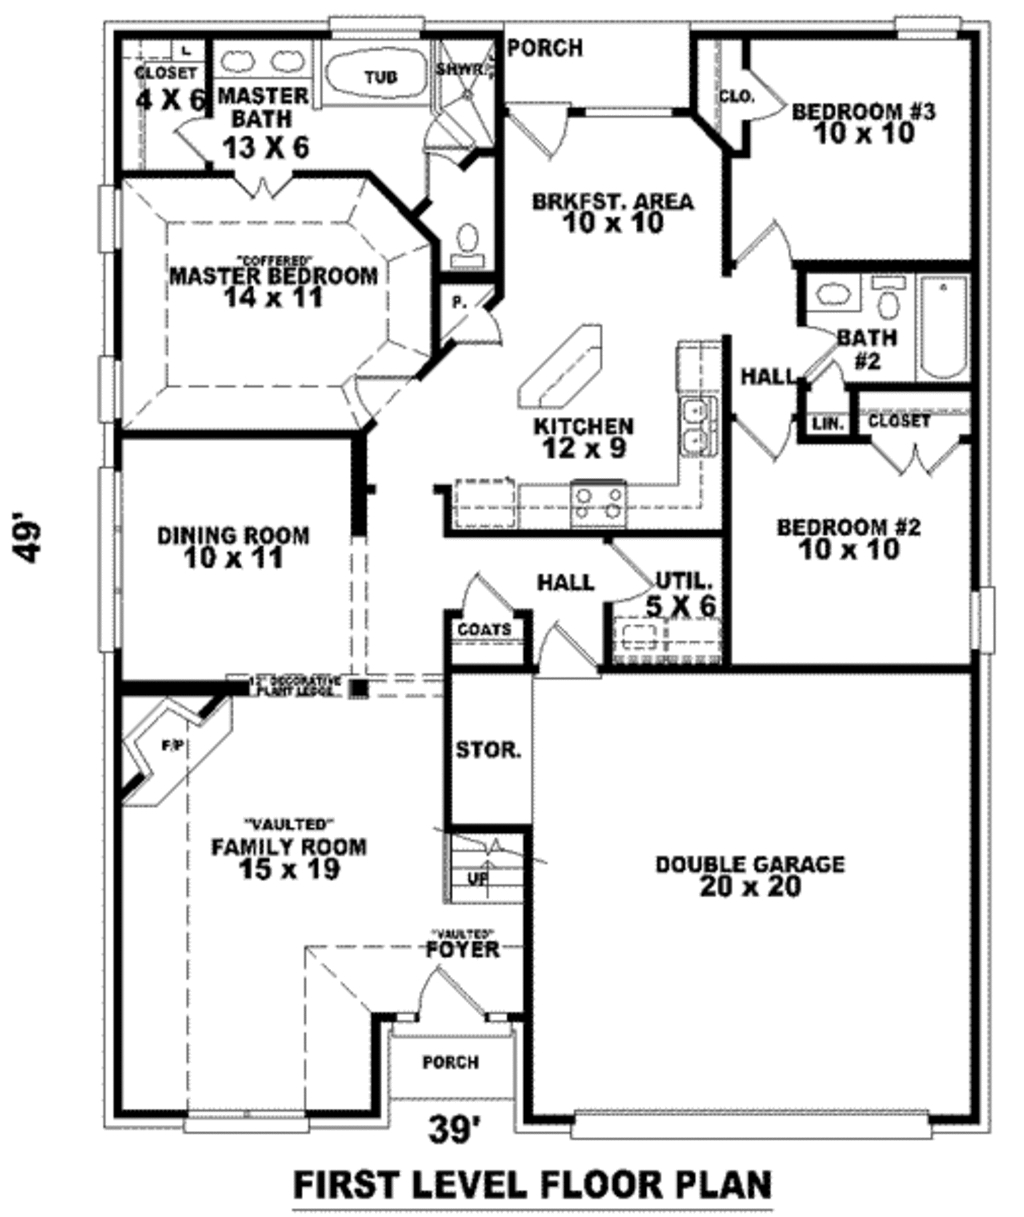 PORCH
L
CLOSET
4 X 6
MASTER
BATH
13 X 6
TUB
SHWR.
CLO.
BEDROOM #3
10 x 10
BRKFST. AREA
10 x 10
"COFFERED"
MASTER BEDROOM
14 x 11
P.
BATH
#2
HALL
KITCHEN
12 x 9
LIN.
CLOSET
49'
DINING ROOM
10 x 11
BEDROOM #2
10 x 10
HALL
UTIL.
5 X 6
COATS
12" DECORATIVE
PLANT LEDGE
F/P
STOR.
"VAULTED"
FAMILY ROOM
15 x 19
UP
DOUBLE GARAGE
20 x 20
"VAULTED"
FOYER
PORCH
39'
FIRST LEVEL FLOOR PLAN